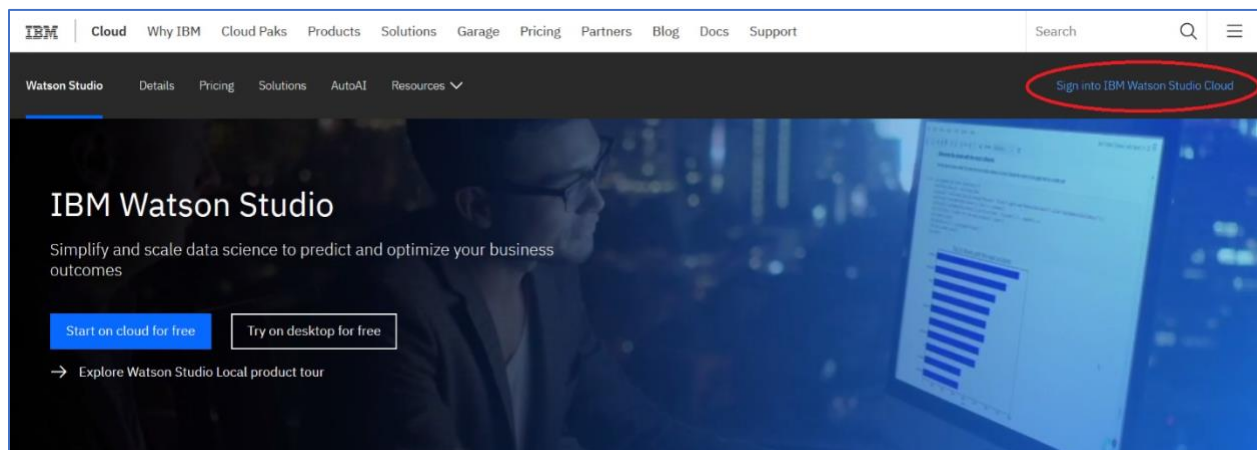 IBM Cloud Why IBM Cloud Paks Products Solutions Garage Pricing Partners Blog Docs Support Search
Watson Studio Details Pricing Solutions AutoAI Resources Sign into IBM Watson Studio Cloud
IBM Watson Studio
Simplify and scale data science to predict and optimize your business
outcomes
Start on cloud for free Try on desktop for free
→ Explore Watson Studio Local product tour